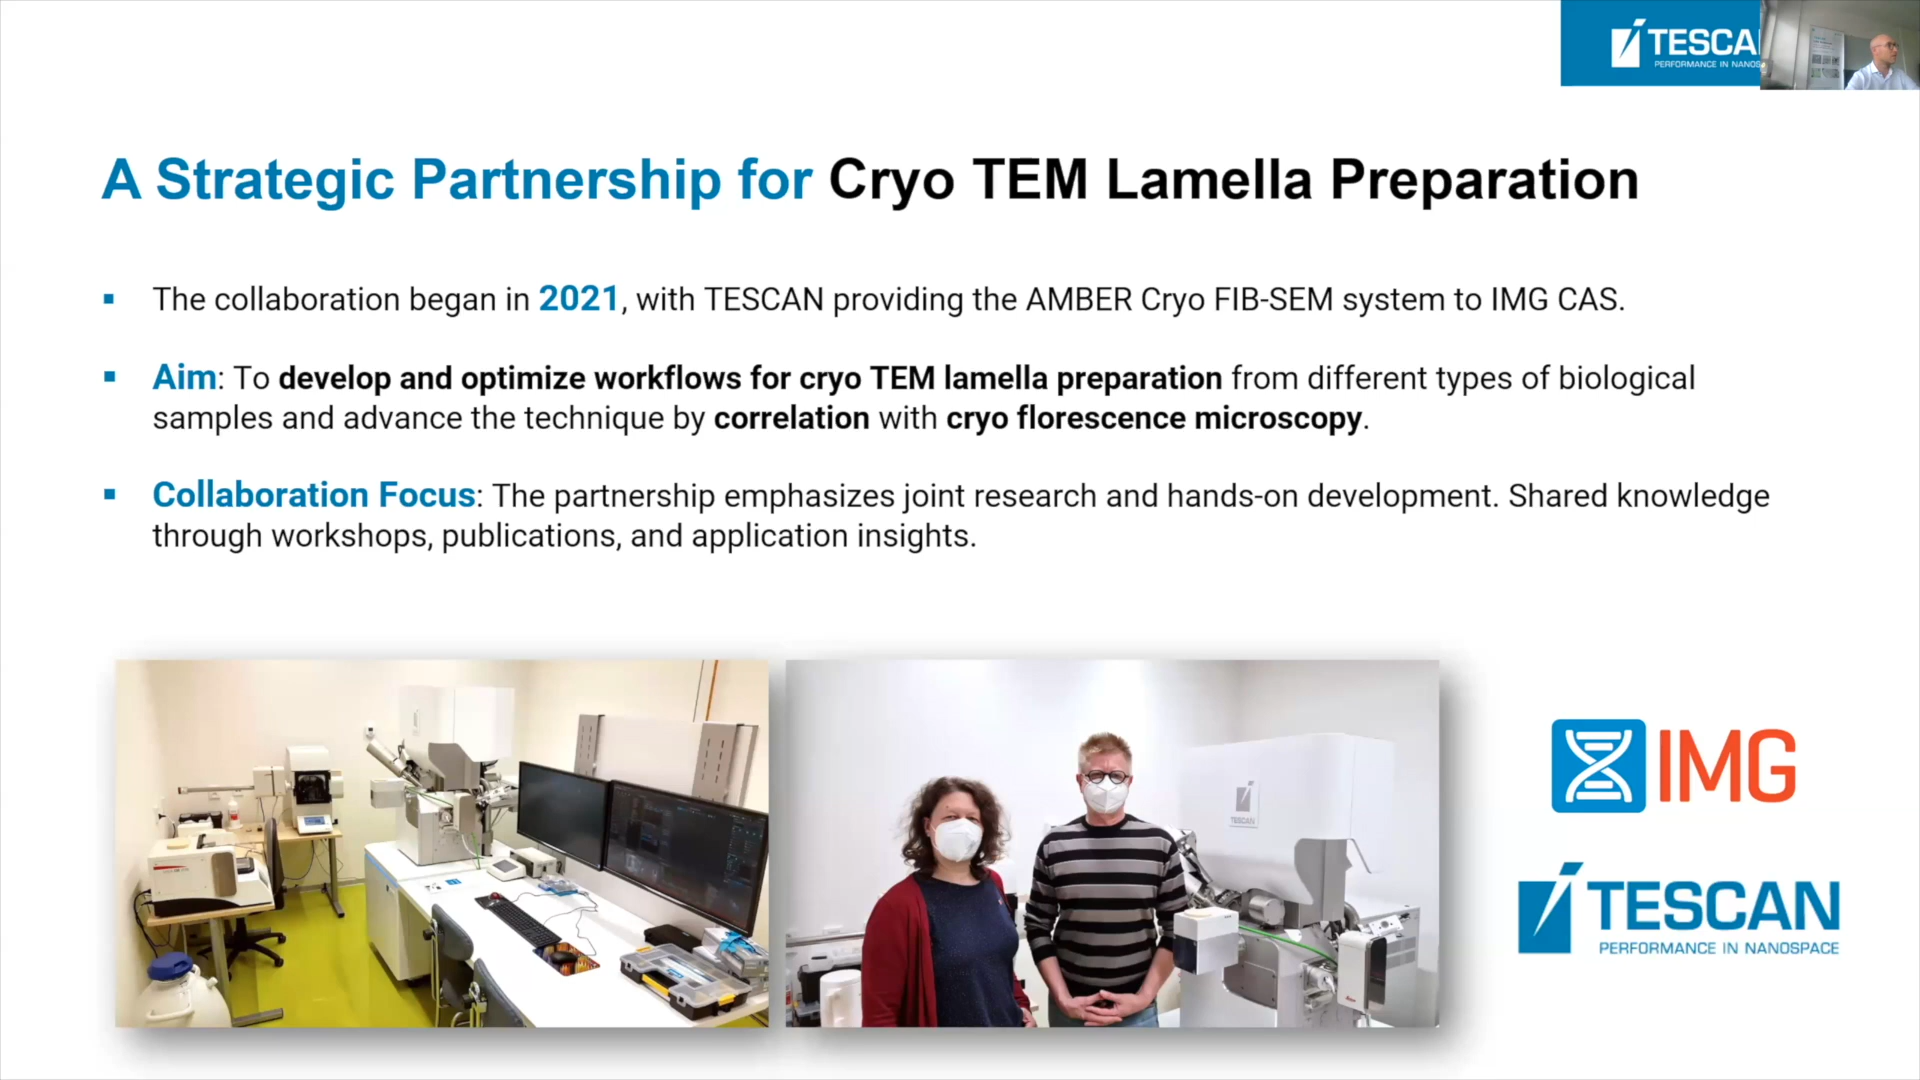 TESCA
PERFORMANCE IN NANOS
A Strategic Partnership for Cryo TEM Lamella Preparation
▪ The collaboration began in 2021, with TESCAN providing the AMBER Cryo FIB-SEM system to IMG CAS.
▪ Aim: To develop and optimize workflows for cryo TEM lamella preparation from different types of biological
samples and advance the technique by correlation with cryo florescence microscopy.
▪ Collaboration Focus: The partnership emphasizes joint research and hands-on development. Shared knowledge
through workshops, publications, and application insights.
TESCAN
IMG
TESCAN
PERFORMANCE IN NANOSPACE